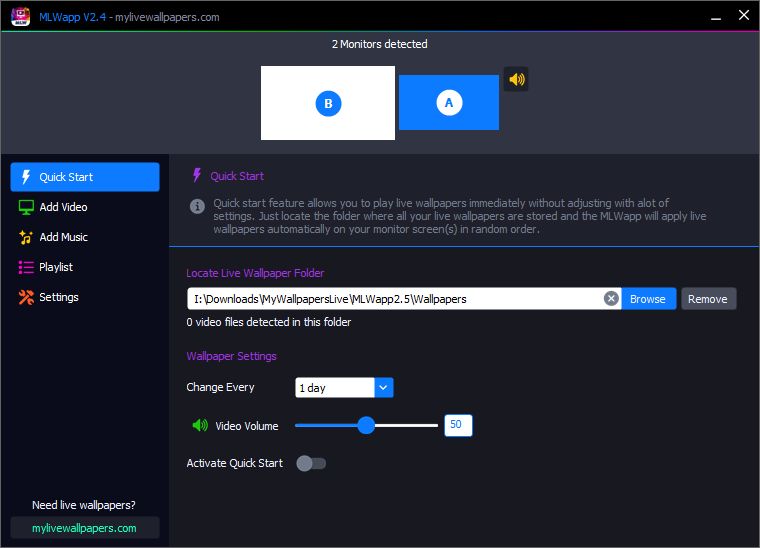 MLW
MLWapp V2.4 - mylivewallpapers.com
2 Monitors detected
B
A
Quick Start
Add Video
Add Music
Playlist
Settings
Need live wallpapers?
mylivewallpapers.com
Quick Start
Quick start feature allows you to play live wallpapers immediately without adjusting with alot of
settings. Just locate the folder where all your live wallpapers are stored and the MLWapp will apply live
wallpapers automatically on your monitor screen(s) in random order.
Locate Live Wallpaper Folder
I:\Downloads\MyWallpapersLive\MLWapp2.5\Wallpapers
Browse
Remove
0 video files detected in this folder
Wallpaper Settings
Change Every
1 day
Video Volume
50
Activate Quick Start